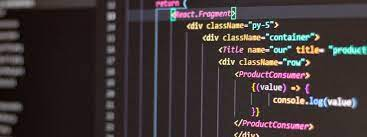 return (
<React.Fragment>
<div className="py-5">
<div className="container">
<Title name="our" title= "product
<div className="row">
<ProductConsumer>
{(value) => {
console.log(value)
}}
</ProductConsumer>
</div>